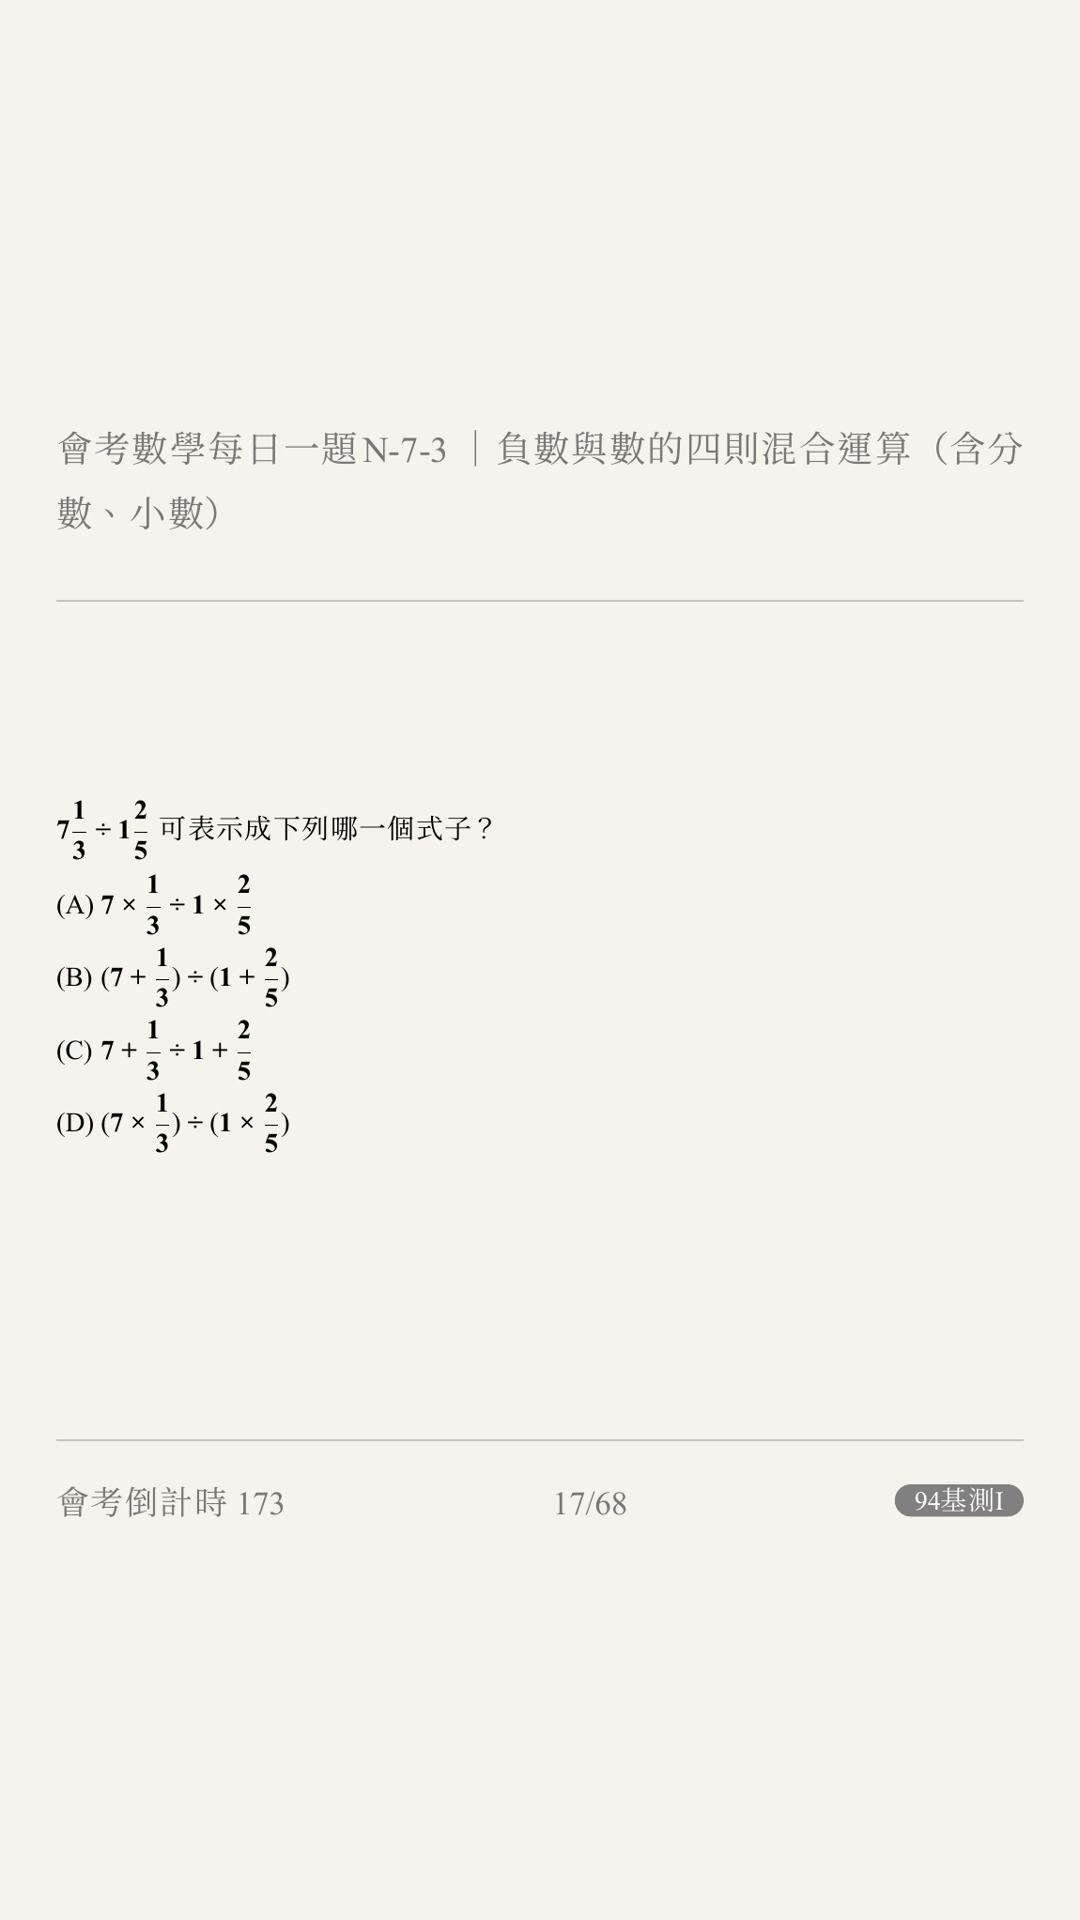 會考數學每日一題N-7-3｜負數與數的四則混合運算（含分
數、小數）
7 1/3 ÷ 1 2/5 可表示成下列哪一個式子？
(A) 7 × 1/3 ÷ 1 × 2/5
(B) (7 + 1/3) ÷ (1 + 2/5)
(C) 7 + 1/3 ÷ 1 + 2/5
(D) (7 × 1/3) ÷ (1 × 2/5)
會考倒計時 173 17/68 94基測I